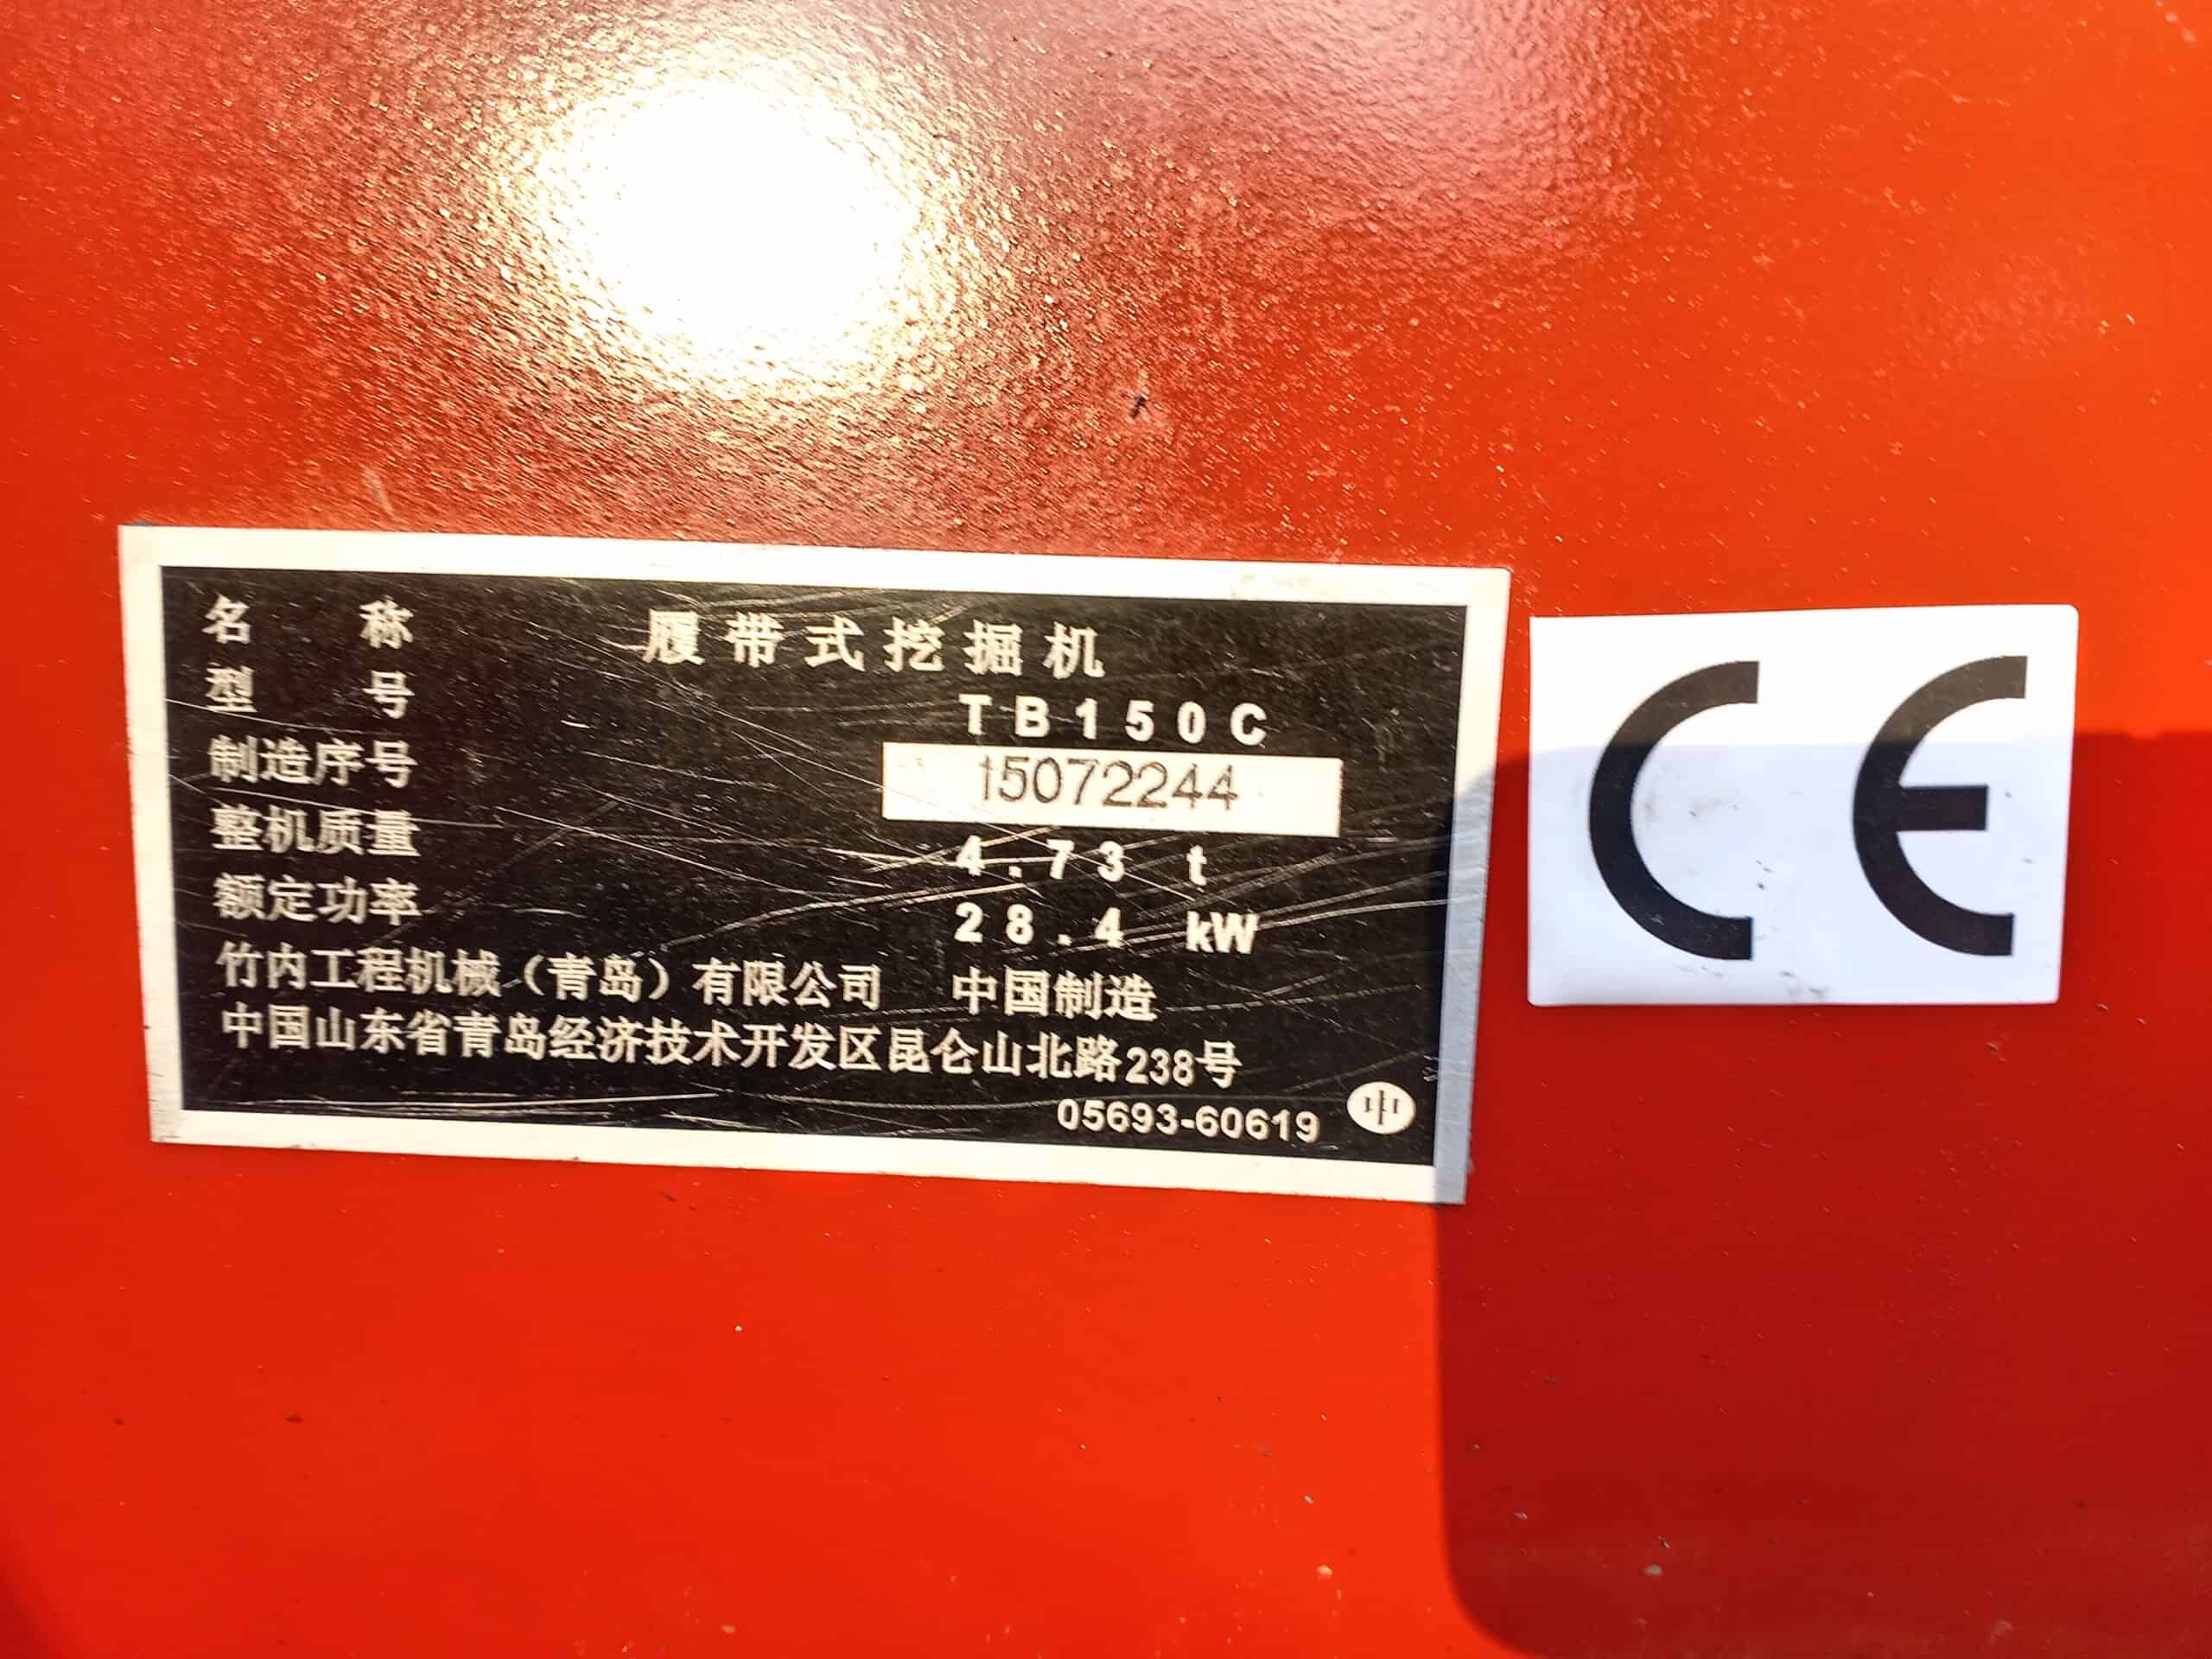 名 称 履带式挖掘机
型 号 TB150C
制造序号 15072244
整机质量 4.73 t
额定功率 28.4 kW
竹内工程机械（青岛）有限公司 中国制造
中国山东省青岛经济技术开发区昆仑山北路238号
05693-60619 中
CE